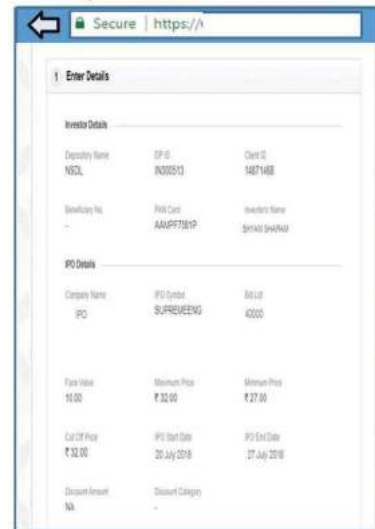 Secure | https://
1 Enter Details
Investor Details
Depository Name DP ID Client ID
NSDL IN300513 14871468
Beneficiary No. PAN Card Investor's Name
- AAMPF7561P SHYAM SHARAM
IPO Details
Company Name IPO Symbol Bid Lot
IPO SUPREMEENG 40000
Face Value Maximum Price Minimum Price
10.00 ₹ 32.00 ₹ 27.00
Cut Off Price IPO Start Date IPO End Date
₹ 32.00 20 July 2018 27 July 2018
Discount Amount Discount Category
NA -